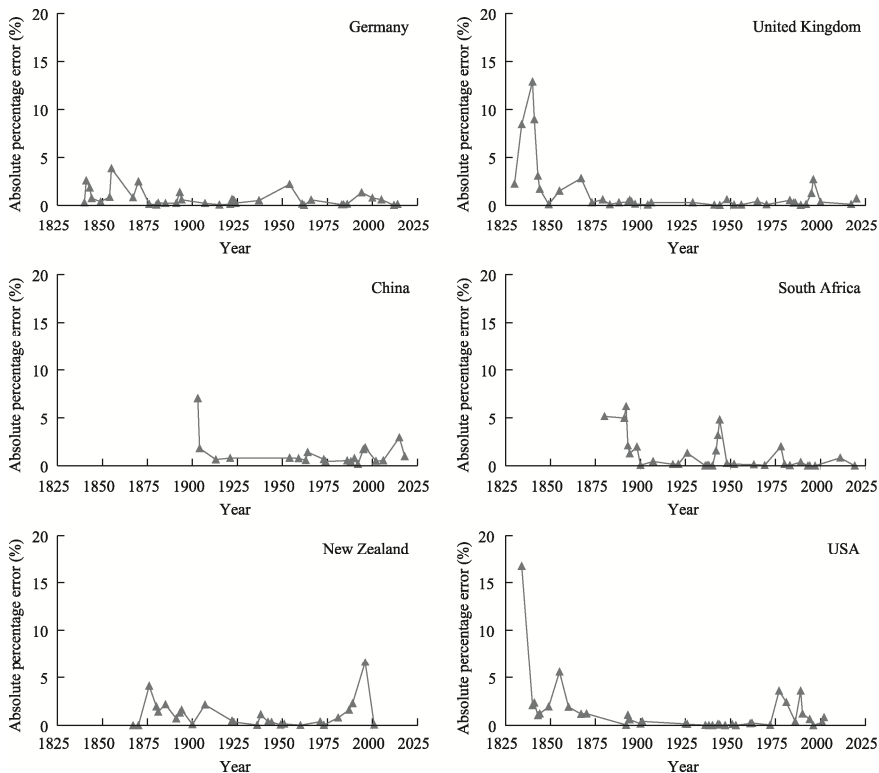 Germany
Absolute percentage error (%)
20
15
10
5
0
1825 1850 1875 1900 1925 1950 1975 2000 2025
Year
United Kingdom
Absolute percentage error (%)
20
15
10
5
0
1825 1850 1875 1900 1925 1950 1975 2000 2025
Year
China
Absolute percentage error (%)
20
15
10
5
0
1825 1850 1875 1900 1925 1950 1975 2000 2025
Year
South Africa
Absolute percentage error (%)
20
15
10
5
0
1825 1850 1875 1900 1925 1950 1975 2000 2025
Year
New Zealand
Absolute percentage error (%)
20
15
10
5
0
1825 1850 1875 1900 1925 1950 1975 2000 2025
Year
USA
Absolute percentage error (%)
20
15
10
5
0
1825 1850 1875 1900 1925 1950 1975 2000 2025
Year